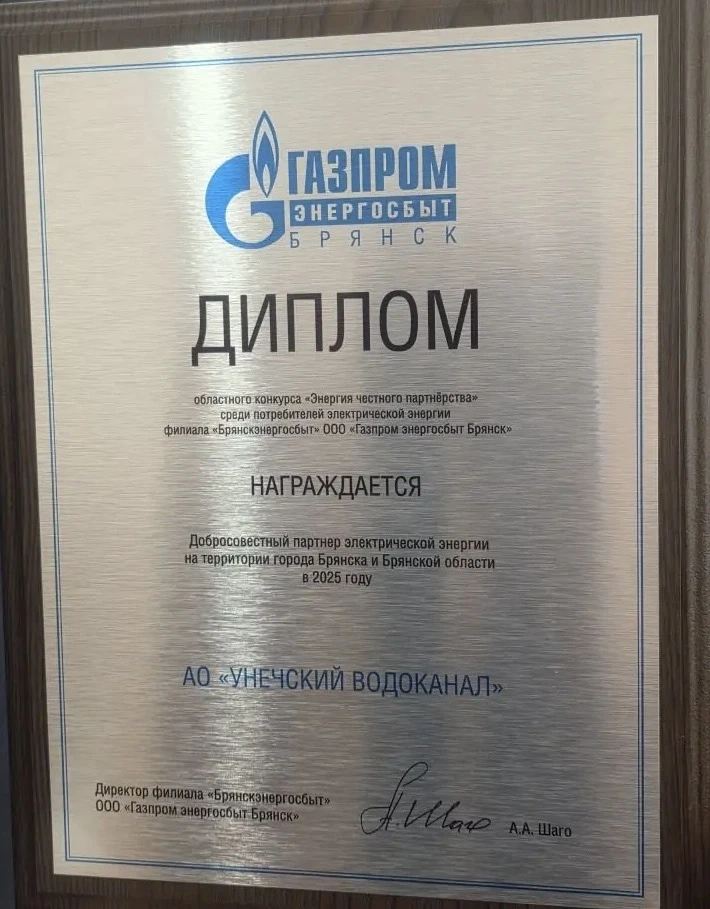 ГАЗПРОМ
ЭНЕРГОСБЫТ
БРЯНСК
ДИПЛОМ
областного конкурса «Энергия честного партнёрства»
среди потребителей электрической энергии
филиала «Брянскэнергосбыт» ООО «Газпром энергосбыт Брянск»
НАГРАЖДАЕТСЯ
Добросовестный партнер электрической энергии
на территории города Брянска и Брянской области
в 2025 году
АО «УНЕЧСКИЙ ВОДОКАНАЛ»
Директор филиала «Брянскэнергосбыт»
ООО «Газпром энергосбыт Брянск»
А. Шаго
А.А. Шаго